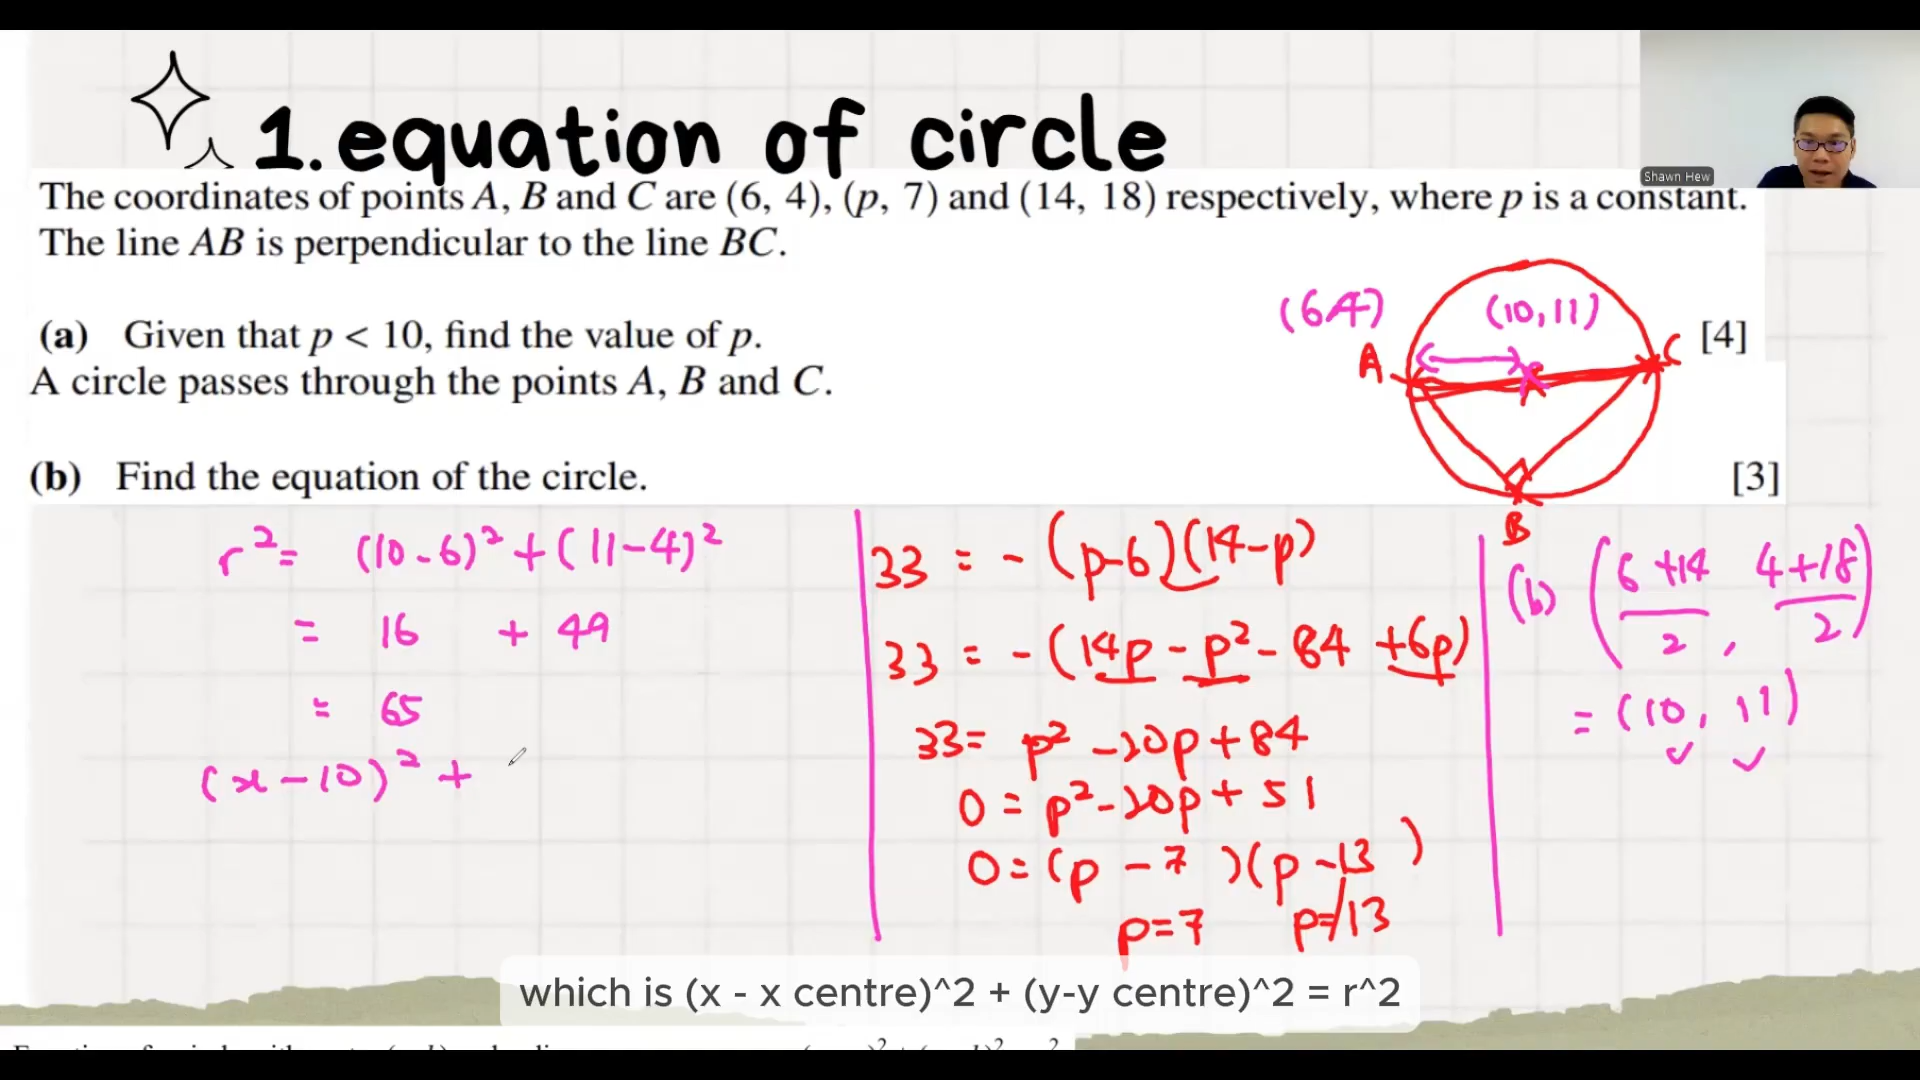 1. equation of circle
Shawn Hew
The coordinates of points A, B and C are (6, 4), (p, 7) and (14, 18) respectively, where p is a constant.
The line AB is perpendicular to the line BC.
(a) Given that p < 10, find the value of p. [4]
A circle passes through the points A, B and C.
(b) Find the equation of the circle. [3]
(6,4)
(10,11)
A
C
B
r² = (10-6)² + (11-4)²
= 16 + 49
= 65
(x-10)² +
33 = -(p-6)(14-p)
33 = -(14p - p² - 84 + 6p)
33 = p² - 20p + 84
0 = p² - 20p + 51
0 = (p - 7 )(p - 13 )
p=7 p=13
(b) (6+14/2, 4+18/2)
= (10, 11)
which is (x - x centre)^2 + (y-y centre)^2 = r^2